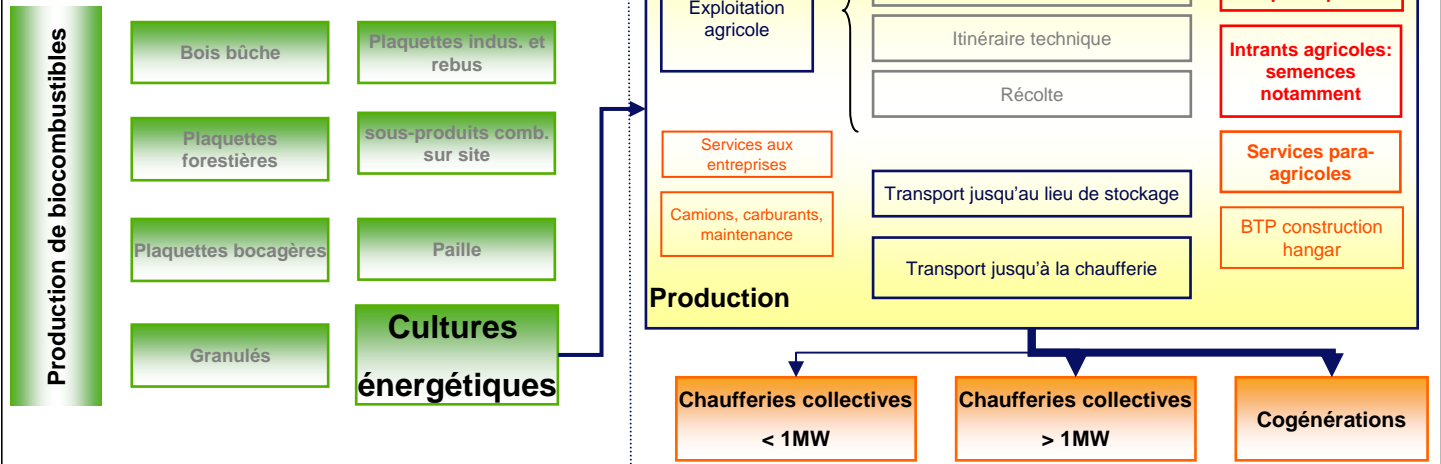 Production de biocombustibles
Bois bûche
Plaquettes indus. et
rebus
Plaquettes
forestières
sous-produits comb.
sur site
Plaquettes bocagères
Paille
Granulés
Cultures
énergétiques
Exploitation
agricole
Itinéraire technique
Récolte
Intrants agricoles:
semences
notamment
Services aux
entreprises
Services para-
agricoles
Camions, carburants,
maintenance
Transport jusqu'au lieu de stockage
BTP construction
hangar
Transport jusqu'à la chaufferie
Production
Chaufferies collectives
< 1MW
Chaufferies collectives
> 1MW
Cogénérations